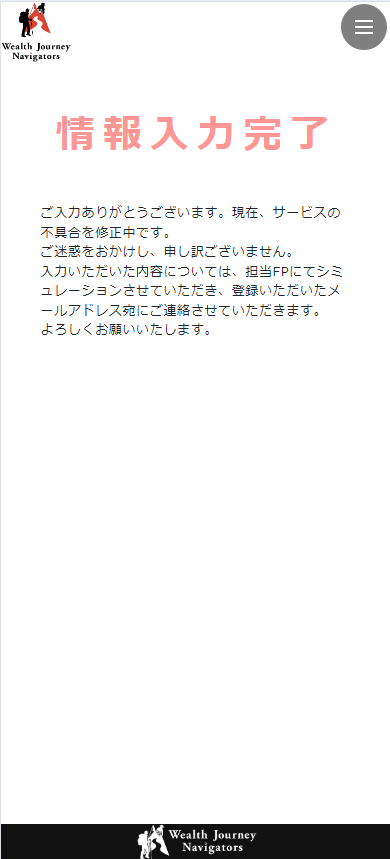 Wealth Journey
Navigators
情報入力完了
ご入力ありがとうございます。現在、サービスの
不具合を修正中です。
ご迷惑をおかけし、申し訳ございません。
入力いただいた内容については、担当FPにてシミ
ュレーションさせていただき、登録いただいたメ
ールアドレス宛にご連絡させていただきます。
よろしくお願いいたします。
Wealth Journey
Navigators